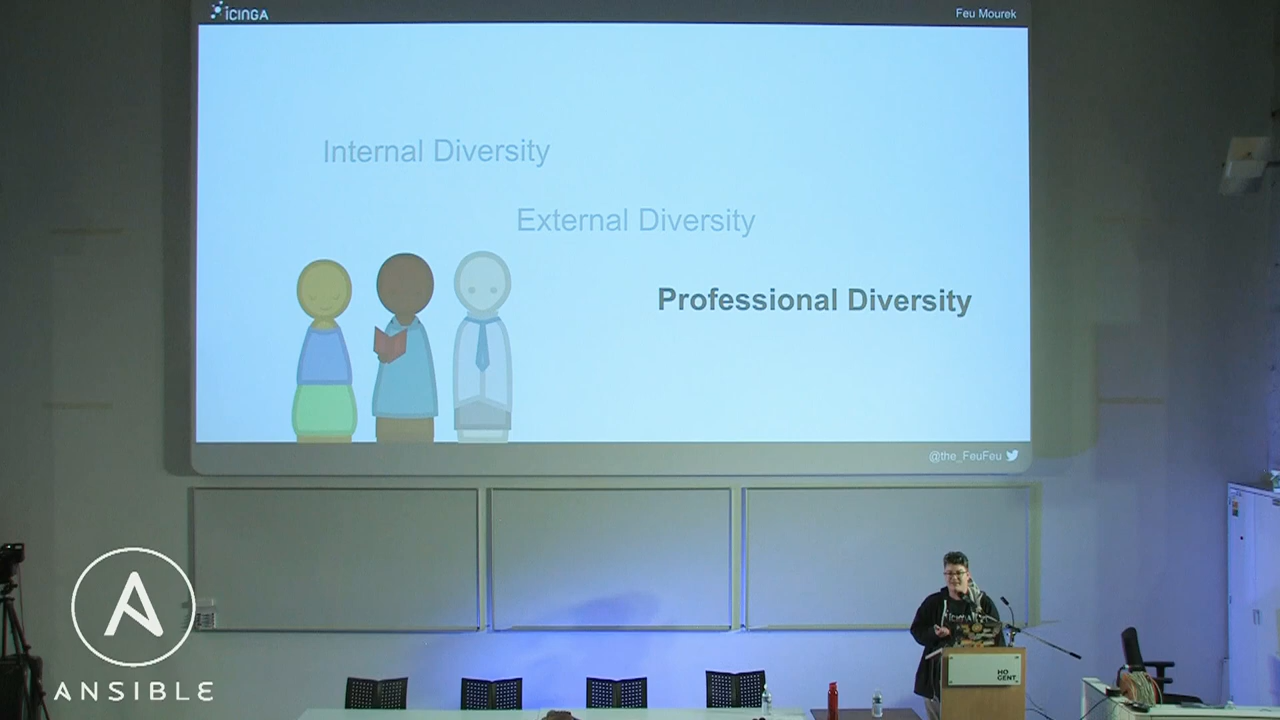 iCINGA
Feu Mourek
Internal Diversity
External Diversity
Professional Diversity
@the_FeuFeu
HO
GENT
ANSIBLE